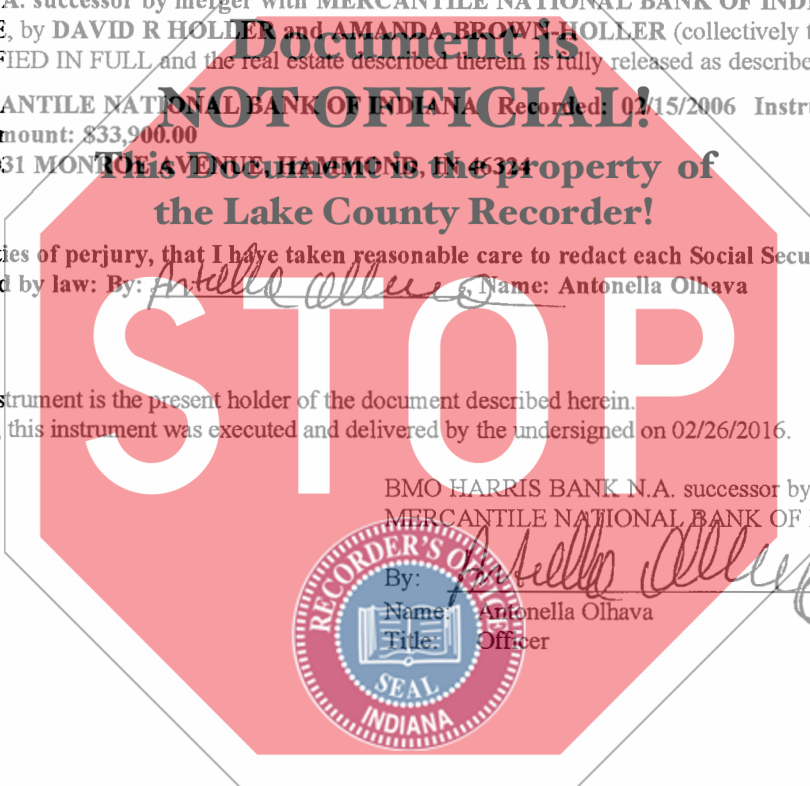 A. successor by merger with MERCANTILE NATIONAL BANK OF INDI
E, by DAVID R HOLLER and AMANDA BROWN-HOLLER (collectively t
FIED IN FULL and the real estate described therein is fully released as describe
Document is
ANTILE NATIONAL BANK OF INDIANA Recorded: 02/15/2006 Instr
NOT OFFICIAL!
mount: $33,900.00
31 MONROE AVENUE, HAMMOND, IN 46324
This Document is the property of
the Lake County Recorder!
ties of perjury, that I have taken reasonable care to redact each Social Secu
d by law: By: , Name: Antonella Olhava
STOP
strument is the present holder of the document described herein.
, this instrument was executed and delivered by the undersigned on 02/26/2016.
BMO HARRIS BANK N.A. successor by
MERCANTILE NATIONAL BANK OF
By:
Name: Antonella Olhava
Title: Officer
RECORDER'S OFFICE
SEAL
INDIANA